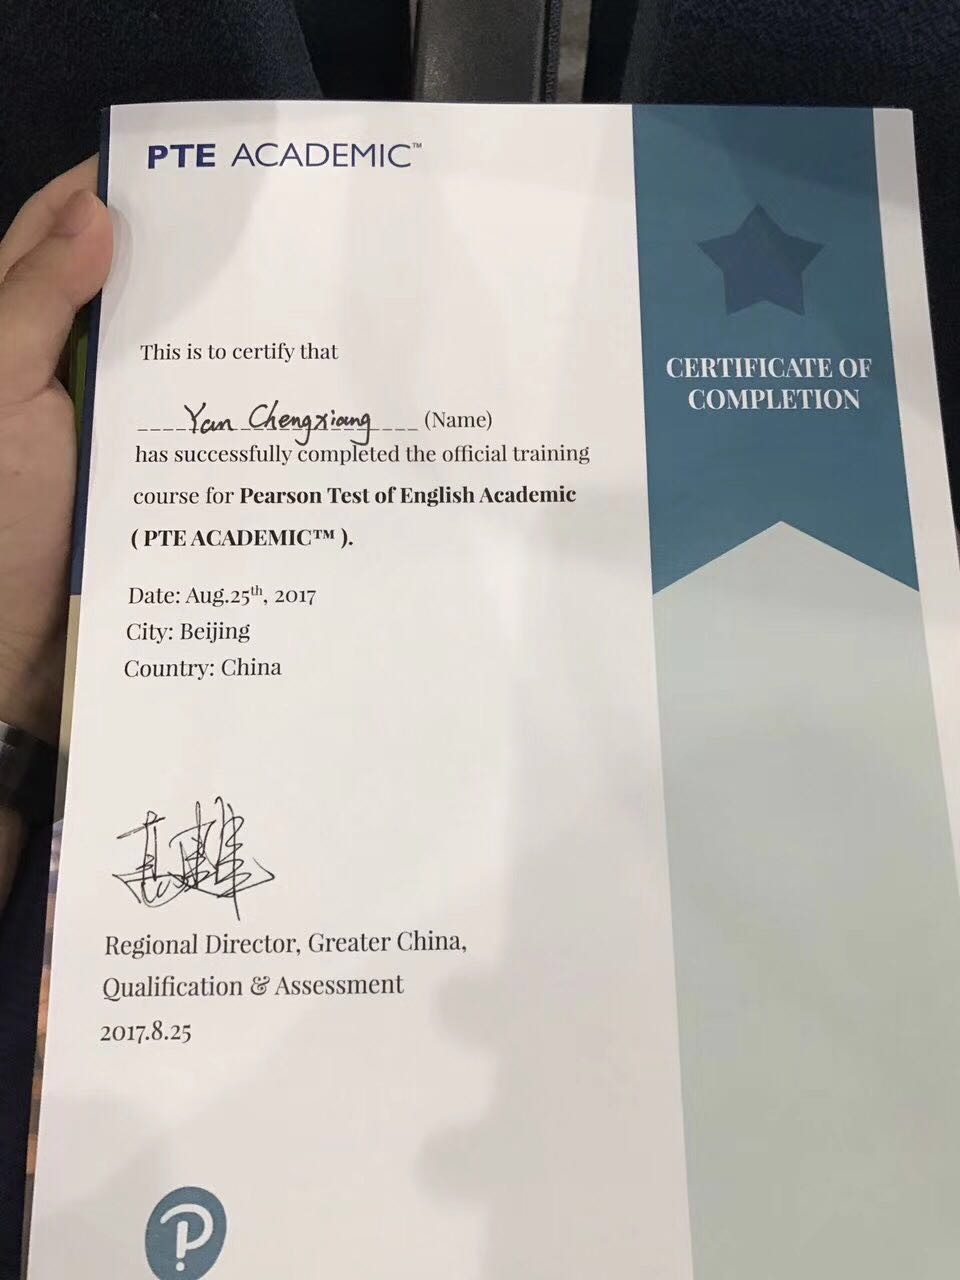 PTE ACADEMIC™
CERTIFICATE OF
COMPLETION
This is to certify that
____Yan Chengxiang____ (Name)
has successfully completed the official training
course for Pearson Test of English Academic
( PTE ACADEMIC™ ).
Date: Aug.25th, 2017
City: Beijing
Country: China
Regional Director, Greater China,
Qualification & Assessment
2017.8.25